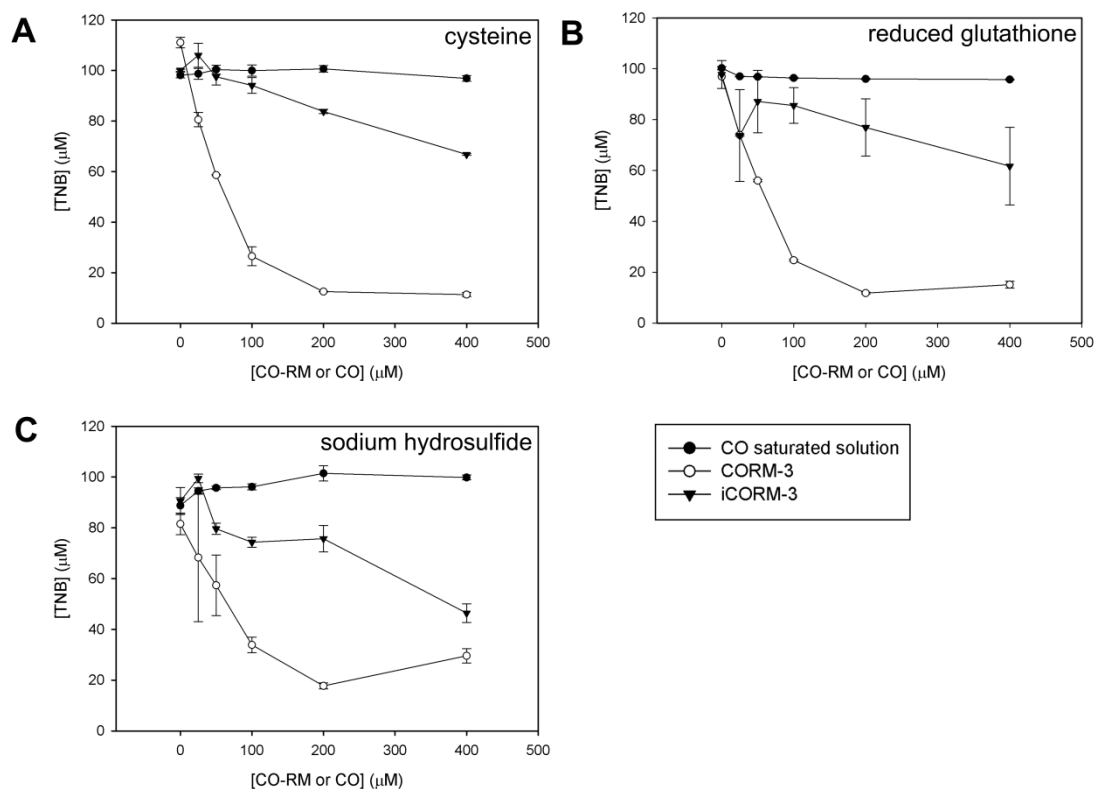 A
cysteine
120
100
80
60
40
20
0
[TNB] (μM)
0 100 200 300 400 500
[CO-RM or CO] (μM)
B
reduced glutathione
120
100
80
60
40
20
0
[TNB] (μM)
0 100 200 300 400 500
[CO-RM or CO] (μM)
C
sodium hydrosulfide
120
100
80
60
40
20
0
[TNB] (μM)
0 100 200 300 400 500
[CO-RM or CO] (μM)
CO saturated solution
CORM-3
iCORM-3